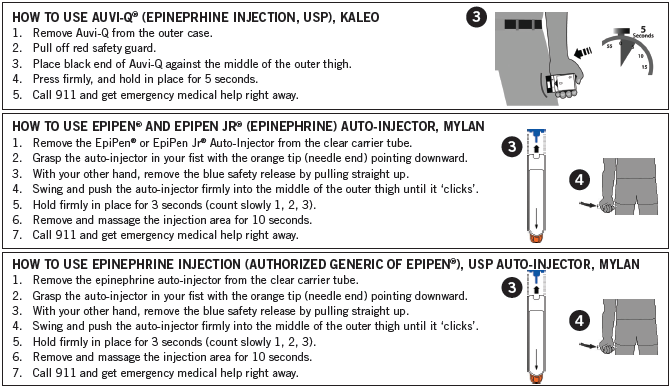 HOW TO USE AUVI-Q® (EPINEPRHINE INJECTION, USP), KALEO
1. Remove Auvi-Q from the outer case.
2. Pull off red safety guard.
3. Place black end of Auvi-Q against the middle of the outer thigh.
4. Press firmly, and hold in place for 5 seconds.
5. Call 911 and get emergency medical help right away.
3
5
Seconds
55
5
10
15
HOW TO USE EPIPEN® AND EPIPEN JR® (EPINEPHRINE) AUTO-INJECTOR, MYLAN
1. Remove the EpiPen® or EpiPen Jr® Auto-Injector from the clear carrier tube.
2. Grasp the auto-injector in your fist with the orange tip (needle end) pointing downward.
3. With your other hand, remove the blue safety release by pulling straight up.
4. Swing and push the auto-injector firmly into the middle of the outer thigh until it ‘clicks’.
5. Hold firmly in place for 3 seconds (count slowly 1, 2, 3).
6. Remove and massage the injection area for 10 seconds.
7. Call 911 and get emergency medical help right away.
3
4
HOW TO USE EPINEPHRINE INJECTION (AUTHORIZED GENERIC OF EPIPEN®), USP AUTO-INJECTOR, MYLAN
1. Remove the epinephrine auto-injector from the clear carrier tube.
2. Grasp the auto-injector in your fist with the orange tip (needle end) pointing downward.
3. With your other hand, remove the blue safety release by pulling straight up.
4. Swing and push the auto-injector firmly into the middle of the outer thigh until it ‘clicks’.
5. Hold firmly in place for 3 seconds (count slowly 1, 2, 3).
6. Remove and massage the injection area for 10 seconds.
7. Call 911 and get emergency medical help right away.
3
4